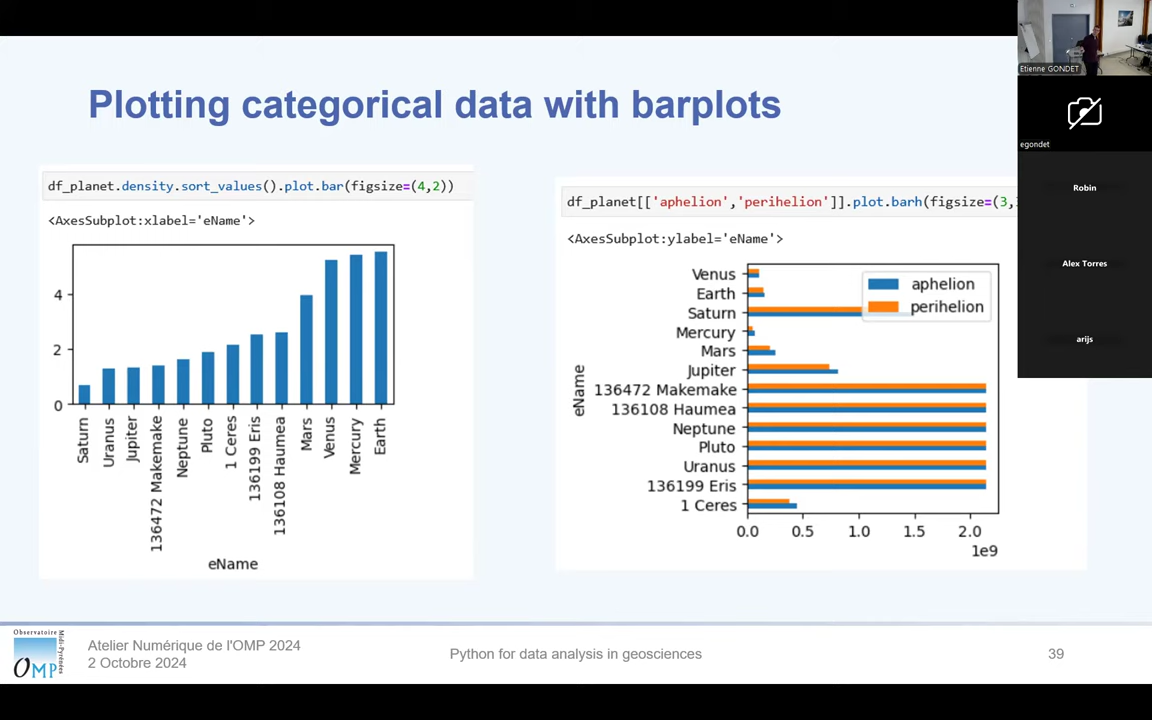 Plotting categorical data with barplots
df_planet.density.sort_values().plot.bar(figsize=(4,2))
<AxesSubplot:xlabel='eName'>
4
2
0
Saturn
Uranus
Jupiter
136472 Makemake
Neptune
Pluto
1 Ceres
136199 Eris
136108 Haumea
Mars
Venus
Mercury
Earth
eName
df_planet[['aphelion','perihelion']].plot.barh(figsize=(3,
<AxesSubplot:ylabel='eName'>
aphelion
perihelion
eName
Venus
Earth
Saturn
Mercury
Mars
Jupiter
136472 Makemake
136108 Haumea
Neptune
Pluto
Uranus
136199 Eris
1 Ceres
0.0 0.5 1.0 1.5 2.0
1e9
Etienne GONDET
egondet
Robin
Alex Torres
arijs
Observatoire
Midi-Pyrénées
OMP
Atelier Numérique de l'OMP 2024
2 Octobre 2024
Python for data analysis in geosciences
39